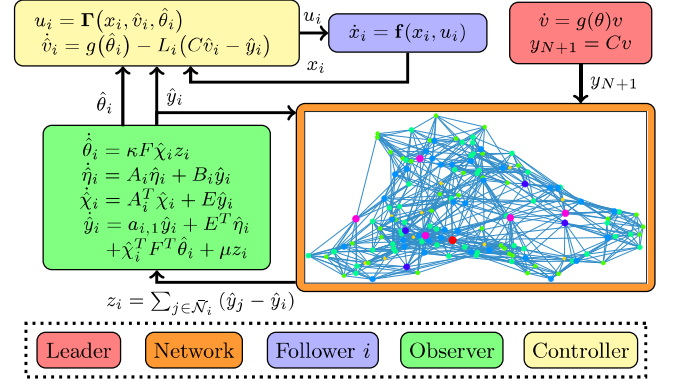 u_i = Γ(x_i, v̂_i, θ̂_i)
v̂̇_i = g(θ̂_i) − L_i(Cv̂_i − ŷ_i)
u_i
ẋ_i = f(x_i, u_i)
x_i
v̇ = g(θ)v
y_{N+1} = Cv
y_{N+1}
θ̂_i
ŷ_i
θ̂̇_i = κFχ̂_i z_i
η̂̇_i = A_i η̂_i + B_i ŷ_i
χ̂̇_i = A_i^T χ̂_i + Eŷ_i
ŷ̇_i = a_{i,1} ŷ_i + E^T η̂_i
+χ̂_i^T F^T θ̂_i + μz_i
z_i = ∑_{j∈N̄_i} (ŷ_j − ŷ_i)
Leader Network Follower i Observer Controller